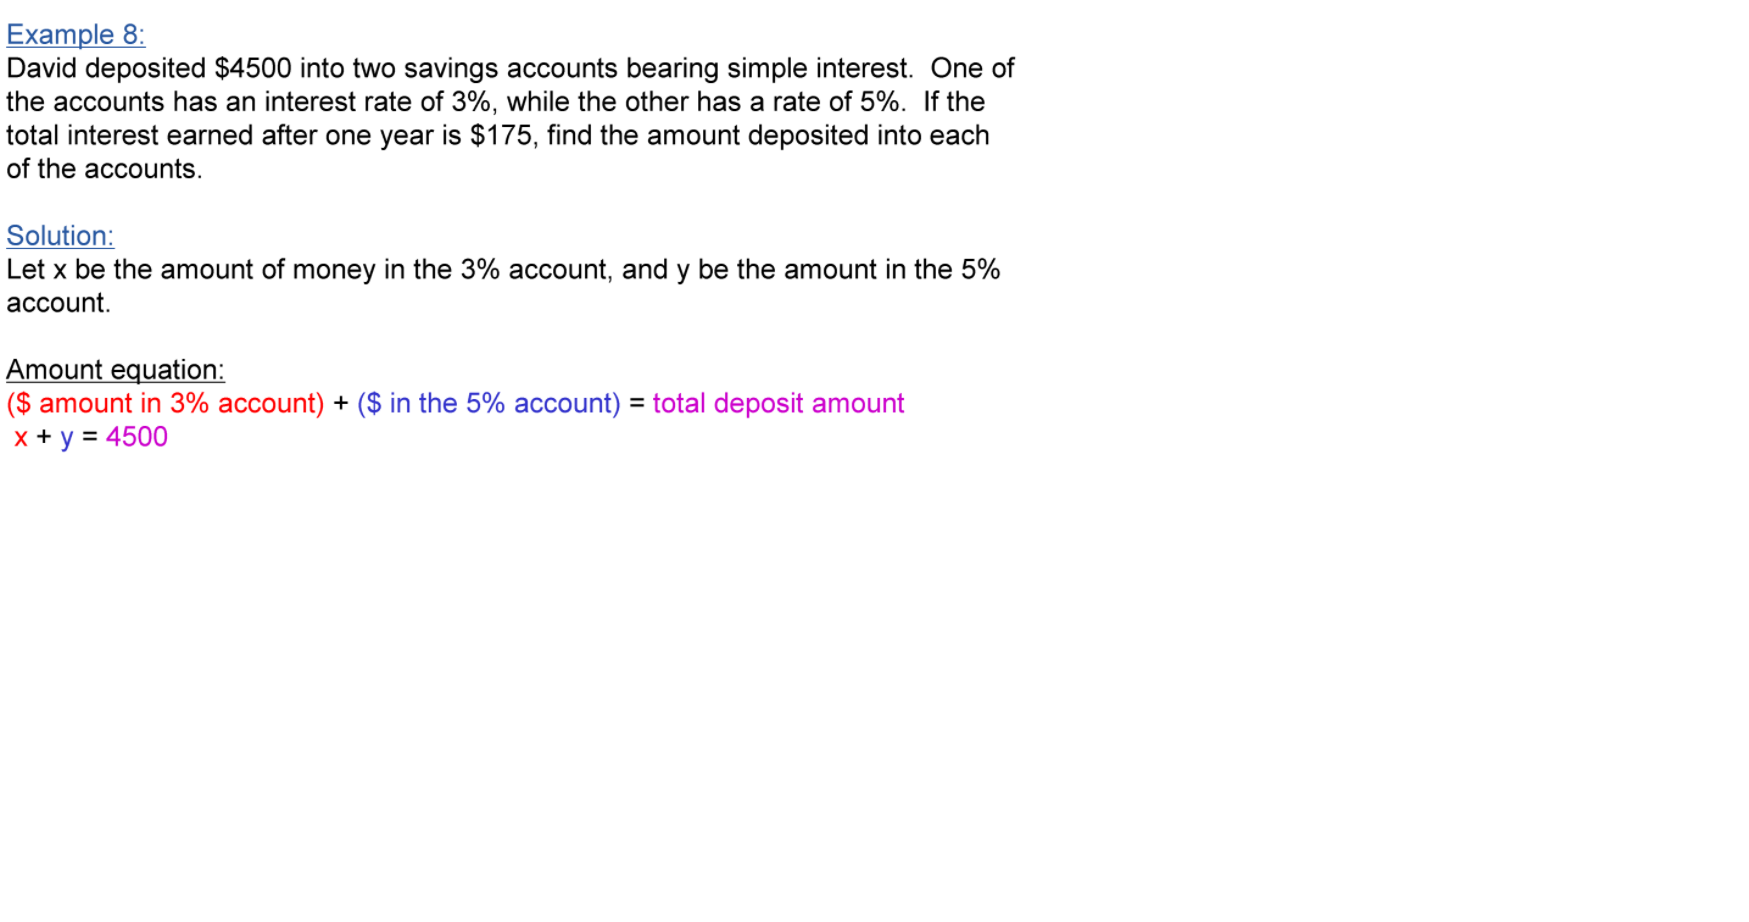 Example 8:
David deposited $4500 into two savings accounts bearing simple interest.  One of
the accounts has an interest rate of 3%, while the other has a rate of 5%.  If the
total interest earned after one year is $175, find the amount deposited into each
of the accounts.
Solution:
Let x be the amount of money in the 3% account, and y be the amount in the 5%
account.
Amount equation:
($ amount in 3% account) + ($ in the 5% account) = total deposit amount
x + y = 4500